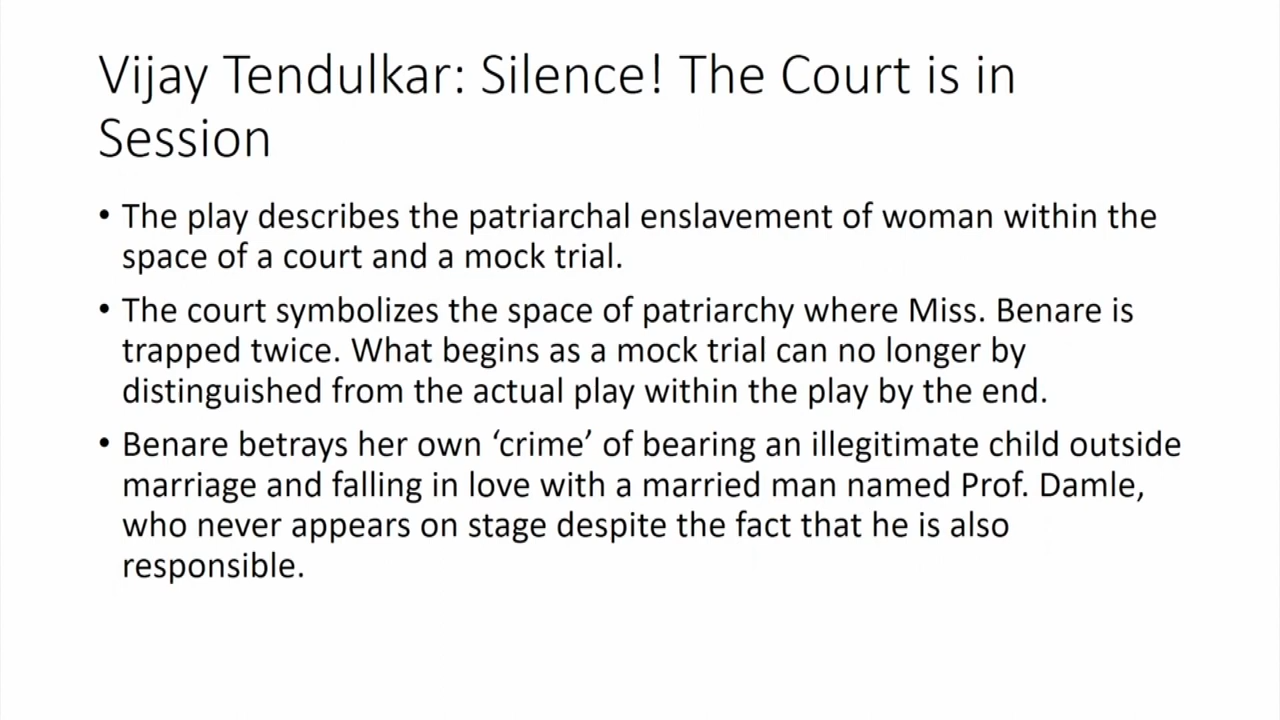 Vijay Tendulkar: Silence! The Court is in
Session
• The play describes the patriarchal enslavement of woman within the
space of a court and a mock trial.
• The court symbolizes the space of patriarchy where Miss. Benare is
trapped twice. What begins as a mock trial can no longer by
distinguished from the actual play within the play by the end.
• Benare betrays her own ‘crime’ of bearing an illegitimate child outside
marriage and falling in love with a married man named Prof. Damle,
who never appears on stage despite the fact that he is also
responsible.